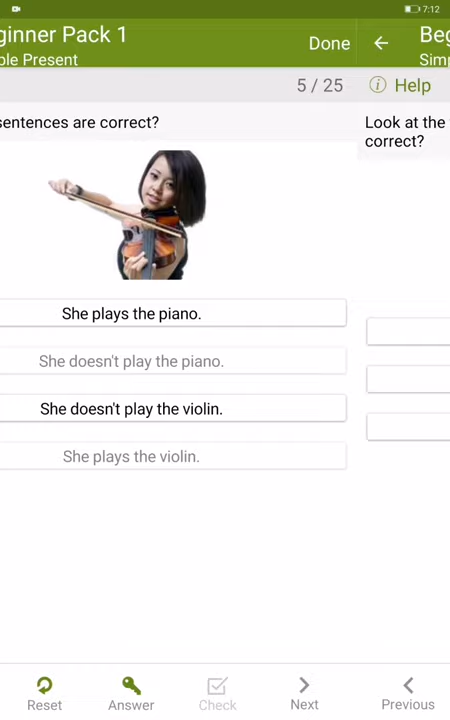 7:12
ginner Pack 1
ple Present
Done
Beg
Simp
5 / 25
Help
sentences are correct?
Look at the
correct?
She plays the piano.
She doesn't play the piano.
She doesn't play the violin.
She plays the violin.
Reset
Answer
Check
Next
Previous